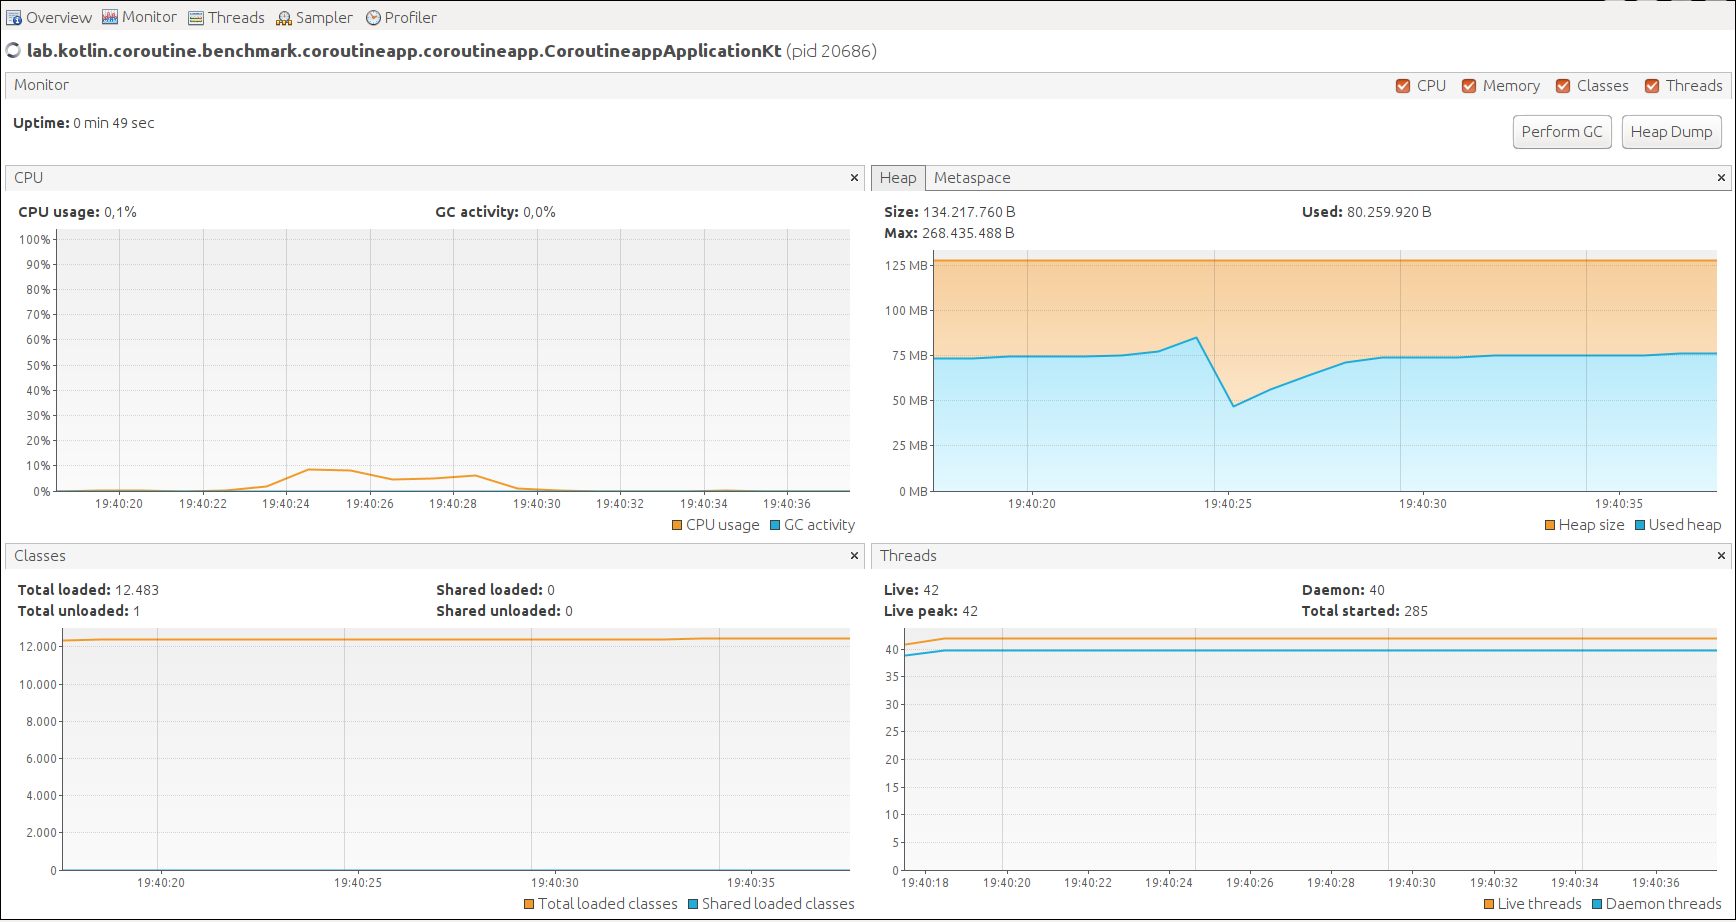 Overview Monitor Threads Sampler Profiler
lab.kotlin.coroutine.benchmark.coroutineapp.coroutineapp.CoroutineappApplicationKt (pid 20686)
Monitor CPU Memory Classes Threads
Uptime: 0 min 49 sec
Perform GC Heap Dump
CPU ×
CPU usage: 0,1% GC activity: 0,0%
100%
90%
80%
70%
60%
50%
40%
30%
20%
10%
0%
19:40:20 19:40:22 19:40:24 19:40:26 19:40:28 19:40:30 19:40:32 19:40:34 19:40:36
CPU usage GC activity
Heap Metaspace ×
Size: 134.217.760 B Used: 80.259.920 B
Max: 268.435.488 B
125 MB
100 MB
75 MB
50 MB
25 MB
0 MB
19:40:20 19:40:25 19:40:30 19:40:35
Heap size Used heap
Classes ×
Total loaded: 12.483 Shared loaded: 0
Total unloaded: 1 Shared unloaded: 0
12.000
10.000
8.000
6.000
4.000
2.000
0
19:40:20 19:40:25 19:40:30 19:40:35
Total loaded classes Shared loaded classes
Threads ×
Live: 42 Daemon: 40
Live peak: 42 Total started: 285
40
35
30
25
20
15
10
5
0
19:40:18 19:40:20 19:40:22 19:40:24 19:40:26 19:40:28 19:40:30 19:40:32 19:40:34 19:40:36
Live threads Daemon threads